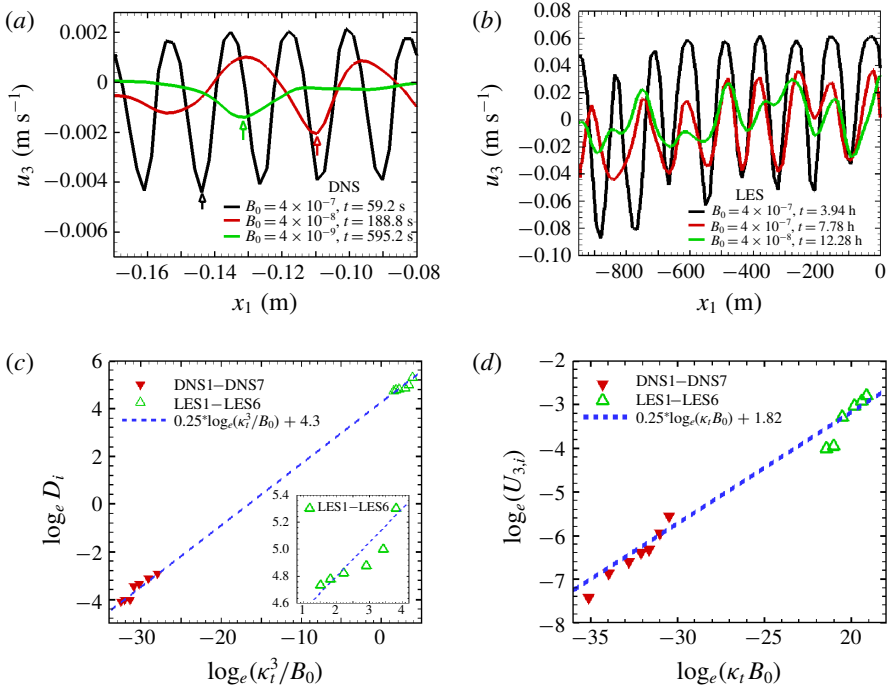 (a)
DNS
B₀ = 4 × 10⁻⁷, t = 59.2 s
B₀ = 4 × 10⁻⁸, t = 188.8 s
B₀ = 4 × 10⁻⁹, t = 595.2 s
0.002
0
−0.002
−0.004
−0.006
u₃ (m s⁻¹)
−0.16 −0.14 −0.12 −0.10 −0.08
x₁ (m)
(b)
LES
B₀ = 4 × 10⁻⁷, t = 3.94 h
B₀ = 4 × 10⁻⁷, t = 7.78 h
B₀ = 4 × 10⁻⁸, t = 12.28 h
0.08
0.06
0.04
0.02
0
−0.02
−0.04
−0.06
−0.08
−0.10
u₃ (m s⁻¹)
−800 −600 −400 −200 0
x₁ (m)
(c)
DNS1−DNS7
LES1−LES6
0.25*logₑ(κₜ³/B₀) + 4.3
6
4
2
0
−2
−4
logₑ Dᵢ
LES1−LES6
5.4
5.2
5.0
4.8
4.6
1 2 3 4
−30 −20 −10 0
logₑ(κₜ³/B₀)
(d)
DNS1−DNS7
LES1−LES6
0.25*logₑ(κₜB₀) + 1.82
−2
−3
−4
−5
−6
−7
−8
logₑ(U₃,ᵢ)
−35 −30 −25 20
logₑ(κₜB₀)